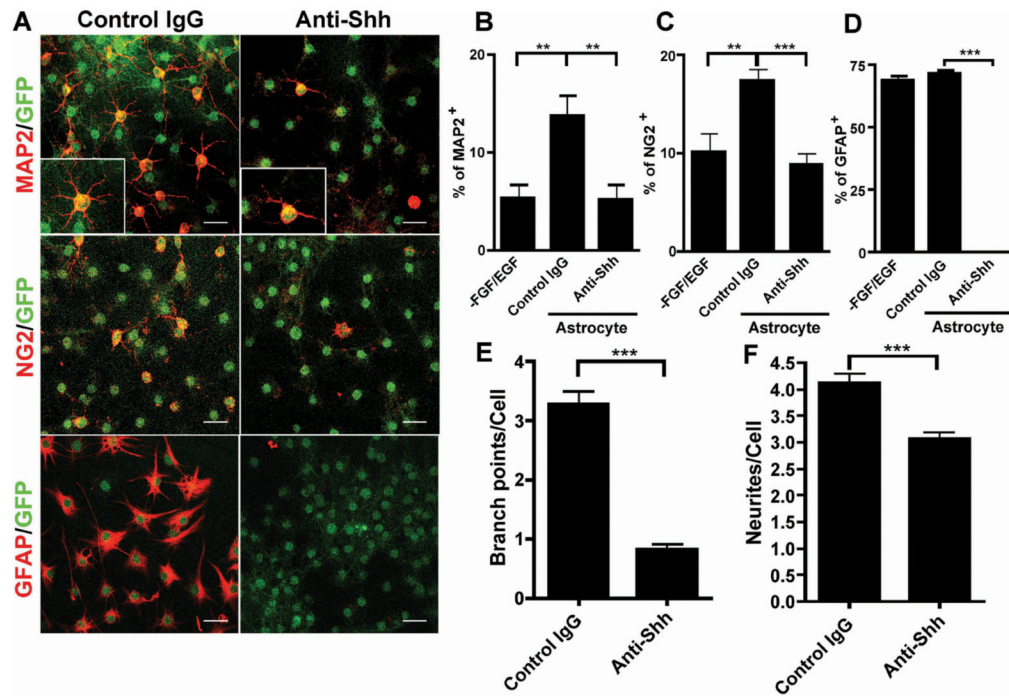 A
Control IgG
Anti-Shh
MAP2/GFP
NG2/GFP
GFAP/GFP
B
**
**
20
10
0
% of MAP2+
-FGF/EGF
Control IgG
Anti-Shh
Astrocyte
C
**
***
20
10
0
% of NG2+
-FGF/EGF
Control IgG
Anti-Shh
Astrocyte
D
***
75
50
25
0
% of GFAP+
-FGF/EGF
Control IgG
Anti-Shh
Astrocyte
E
***
4
3
2
1
0
Branch points/Cell
Control IgG
Anti-Shh
F
***
4.5
4.0
3.5
3.0
2.5
2.0
1.5
1.0
0.5
0.0
Neurites/Cell
Control IgG
Anti-Shh